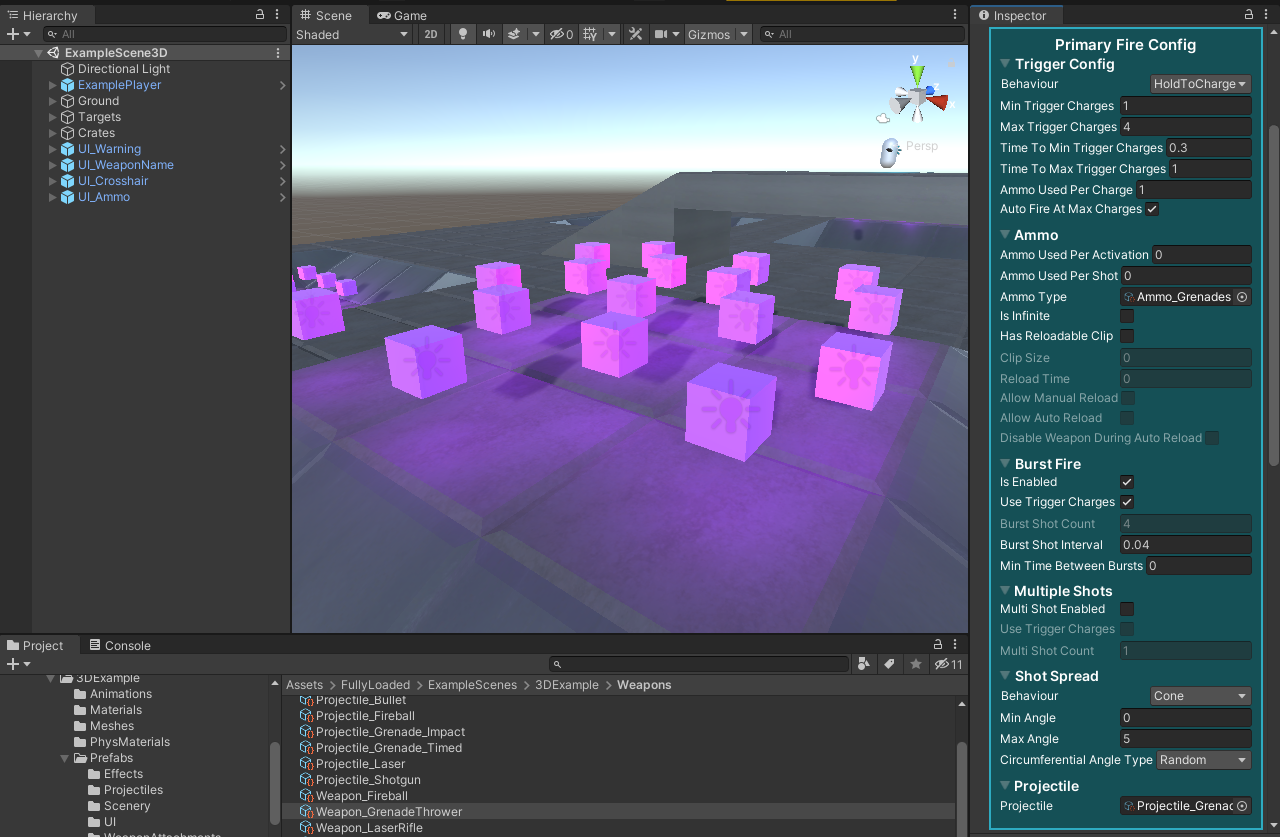 Hierarchy
All
ExampleScene3D
Directional Light
ExamplePlayer
Ground
Targets
Crates
UI_Warning
UI_WeaponName
UI_Crosshair
UI_Ammo
Scene
Game
Shaded
2D
0
Gizmos
All
y
z
x
Persp
Project
Console
11
3DExample
Animations
Materials
Meshes
PhysMaterials
Prefabs
Effects
Projectiles
Scenery
UI
WeaponAttachments
Assets > FullyLoaded > ExampleScenes > 3DExample > Weapons
Projectile_Bullet
Projectile_Fireball
Projectile_Grenade_Impact
Projectile_Grenade_Timed
Projectile_Laser
Projectile_Shotgun
Weapon_Fireball
Weapon_GrenadeThrower
Weapon_LaserRifle
Inspector
Primary Fire Config
Trigger Config
Behaviour HoldToCharge
Min Trigger Charges 1
Max Trigger Charges 4
Time To Min Trigger Charges 0.3
Time To Max Trigger Charges 1
Ammo Used Per Charge 1
Auto Fire At Max Charges
Ammo
Ammo Used Per Activation 0
Ammo Used Per Shot 0
Ammo Type Ammo_Grenades
Is Infinite
Has Reloadable Clip
Clip Size 0
Reload Time 0
Allow Manual Reload
Allow Auto Reload
Disable Weapon During Auto Reload
Burst Fire
Is Enabled
Use Trigger Charges
Burst Shot Count 4
Burst Shot Interval 0.04
Min Time Between Bursts 0
Multiple Shots
Multi Shot Enabled
Use Trigger Charges
Multi Shot Count 1
Shot Spread
Behaviour Cone
Min Angle 0
Max Angle 5
Circumferential Angle Type Random
Projectile
Projectile Projectile_Grenac